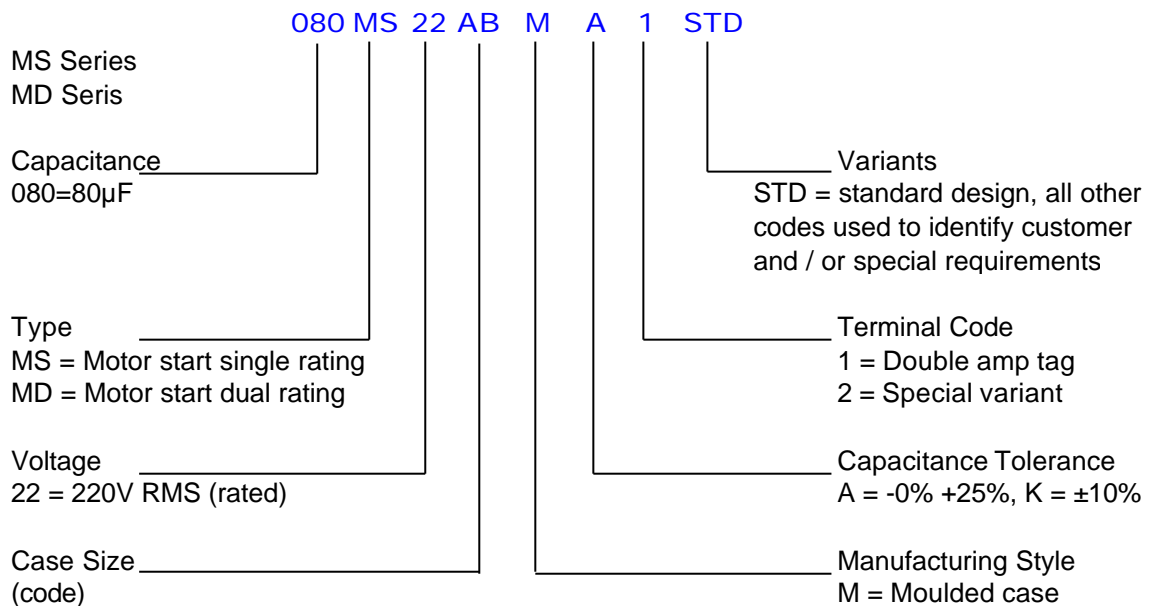 080 MS 22 AB M A 1 STD
MS Series
MD Seris
Capacitance
080=80µF
Variants
STD = standard design, all other
codes used to identify customer
and / or special requirements
Type
MS = Motor start single rating
MD = Motor start dual rating
Terminal Code
1 = Double amp tag
2 = Special variant
Voltage
22 = 220V RMS (rated)
Capacitance Tolerance
A = -0% +25%, K = ±10%
Case Size
(code)
Manufacturing Style
M = Moulded case